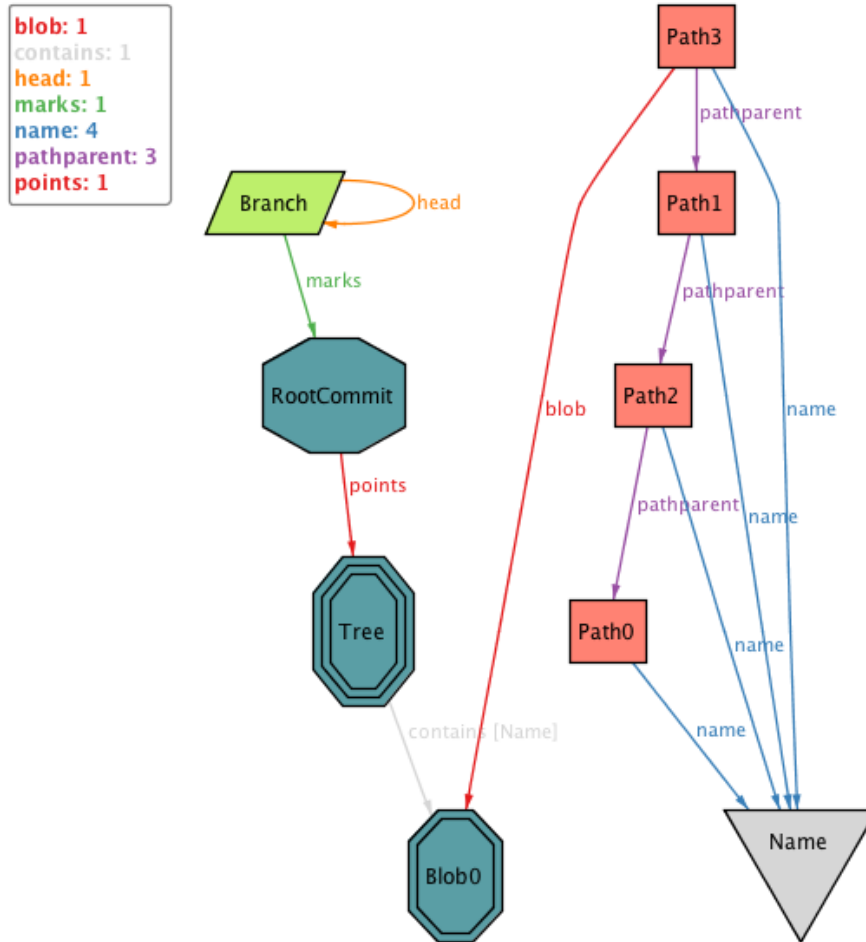 blob: 1
contains: 1
head: 1
marks: 1
name: 4
pathparent: 3
points: 1
Path3
pathparent
Branch
head
Path1
marks
pathparent
RootCommit
Path2
blob
name
points
pathparent
name
Tree
Path0
name
contains [Name]
name
Name
Blob0